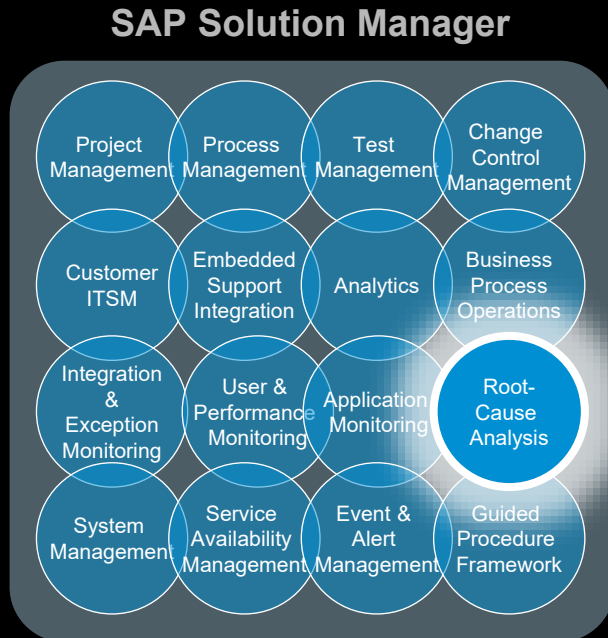 SAP Solution Manager
Project
Management
Process
Management
Test
Management
Change
Control
Management
Customer
ITSM
Embedded
Support
Integration
Analytics
Business
Process
Operations
Integration
&
Exception
Monitoring
User &
Performance
Monitoring
Application
Monitoring
Root-
Cause
Analysis
System
Management
Service
Availability
Management
Event &
Alert
Management
Guided
Procedure
Framework